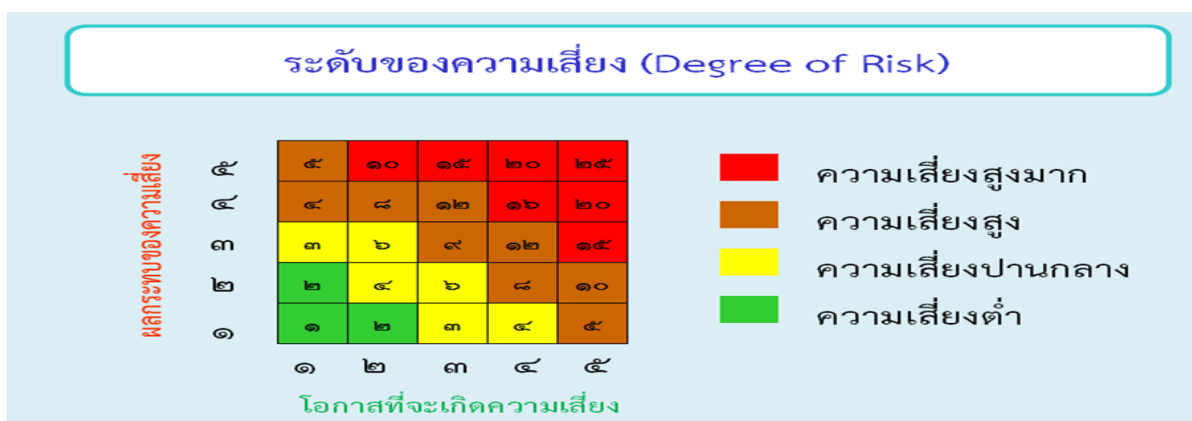 ระดับของความเสี่ยง (Degree of Risk)
ผลกระทบของความเสี่ยง
๕ ๕ ๑๐ ๑๕ ๒๐ ๒๕
๔ ๔ ๘ ๑๒ ๑๖ ๒๐
๓ ๓ ๖ ๙ ๑๒ ๑๕
๒ ๒ ๔ ๖ ๘ ๑๐
๑ ๑ ๒ ๓ ๔ ๕
๑ ๒ ๓ ๔ ๕
โอกาสที่จะเกิดความเสี่ยง
ความเสี่ยงสูงมาก
ความเสี่ยงสูง
ความเสี่ยงปานกลาง
ความเสี่ยงต่ำ